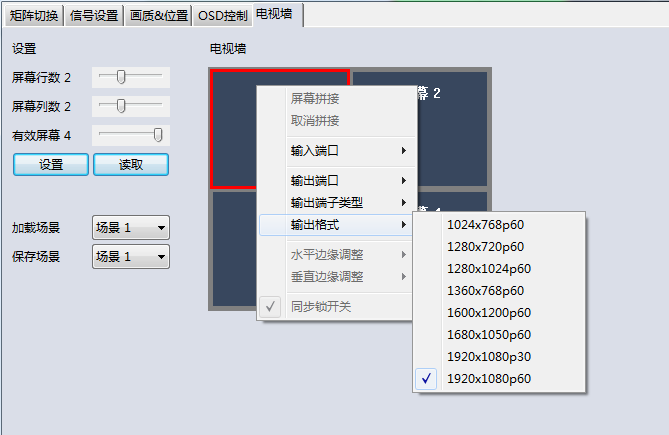 矩阵切换 信号设置 画质&位置 OSD控制 电视墙
设置
电视墙
屏幕行数 2
屏幕列数 2
有效屏幕 4
设置 读取
加载场景 场景 1
保存场景 场景 1
幕 2
屏幕拼接
取消拼接
输入端口
输出端口
输出端子类型
输出格式
水平边缘调整
垂直边缘调整
同步锁开关
1024x768p60
1280x720p60
1280x1024p60
1360x768p60
1600x1200p60
1680x1050p60
1920x1080p30
1920x1080p60